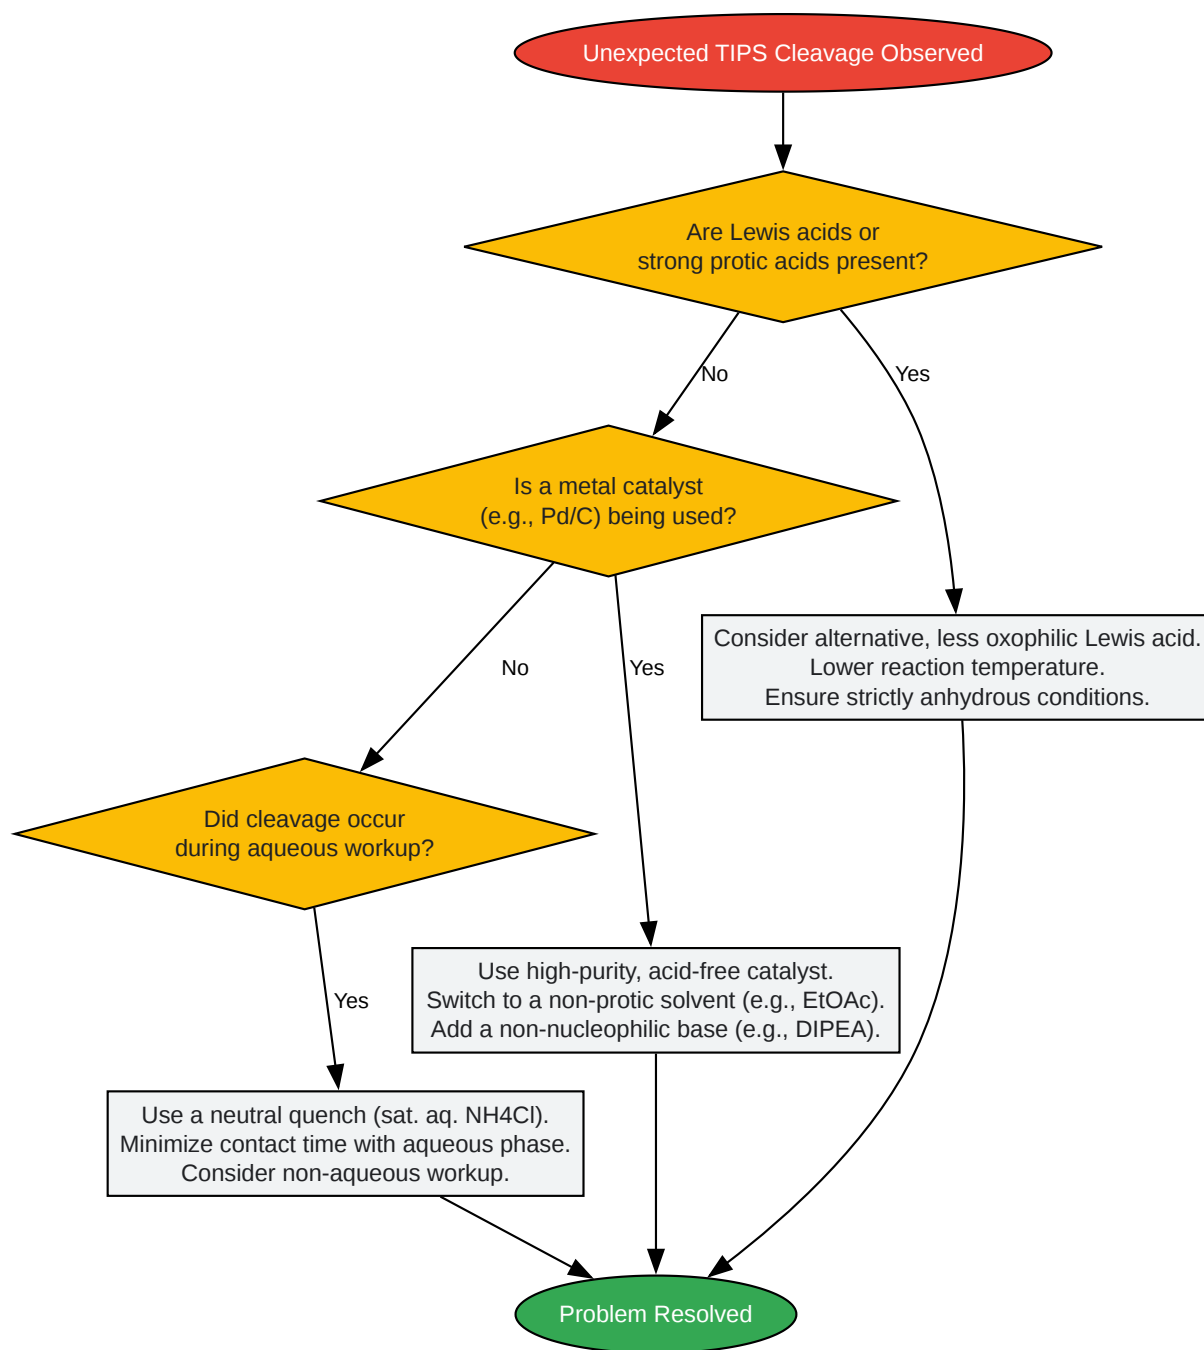 Unexpected TIPS Cleavage Observed
Are Lewis acids or
strong protic acids present?
No
Yes
Is a metal catalyst
(e.g., Pd/C) being used?
No
Yes
Consider alternative, less oxophilic Lewis acid.
Lower reaction temperature.
Ensure strictly anhydrous conditions.
Did cleavage occur
during aqueous workup?
Yes
Use high-purity, acid-free catalyst.
Switch to a non-protic solvent (e.g., EtOAc).
Add a non-nucleophilic base (e.g., DIPEA).
Use a neutral quench (sat. aq. NH4Cl).
Minimize contact time with aqueous phase.
Consider non-aqueous workup.
Problem Resolved